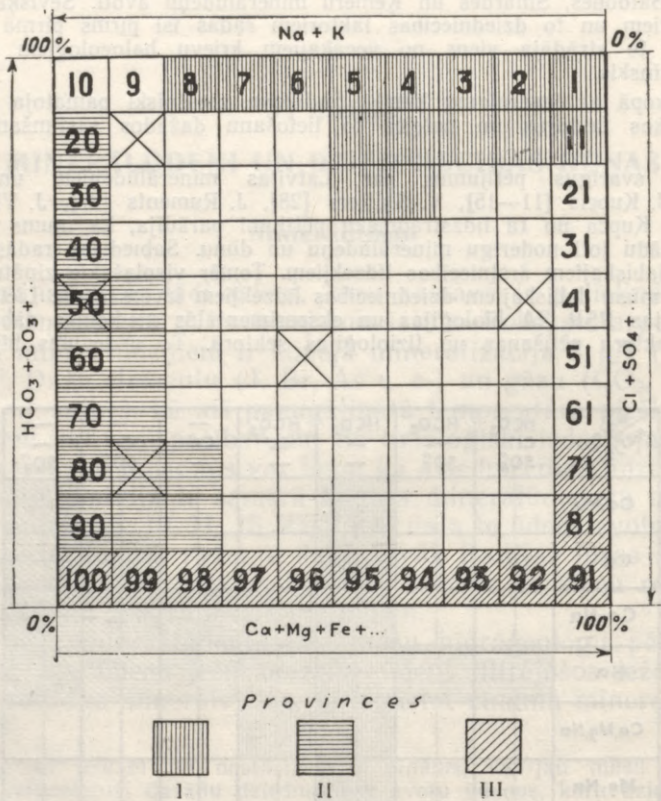 Na + K
100% 0%
10 9 8 7 6 5 4 3 2 1
20 11
30 21
40 31
50 41
60 51
70 61
80 71
90 81
100 99 98 97 96 95 94 93 92 91
HCO₃ + CO₃
Cl + SO₄ + ...
0% 100%
Ca + Mg + Fe + ...
Provinces
I II III